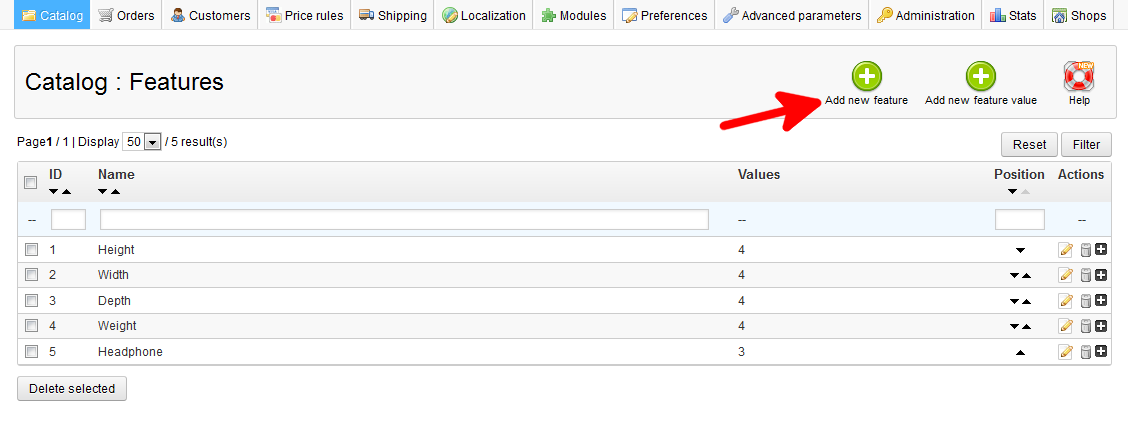 Catalog Orders Customers Price rules Shipping Localization Modules Preferences Advanced parameters Administration Stats Shops
Catalog : Features
NEW
Add new feature Add new feature value Help
Page1 / 1 | Display 50 / 5 result(s)
Reset Filter
ID Name Values Position Actions
-- -- --
1 Height 4
2 Width 4
3 Depth 4
4 Weight 4
5 Headphone 3
Delete selected